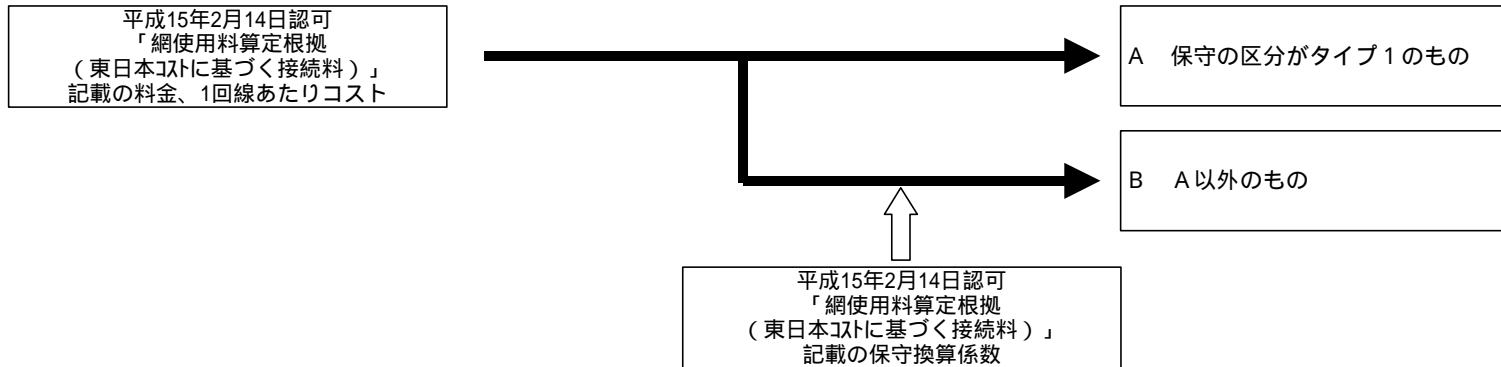 平成15年2月14日認可
「網使用料算定根拠
(東日本ｺｽﾄに基づく接続料)」
記載の料金、1回線あたりコスト
A 保守の区分がタイプ1のもの
B A以外のもの
平成15年2月14日認可
「網使用料算定根拠
(東日本ｺｽﾄに基づく接続料)」
記載の保守換算係数